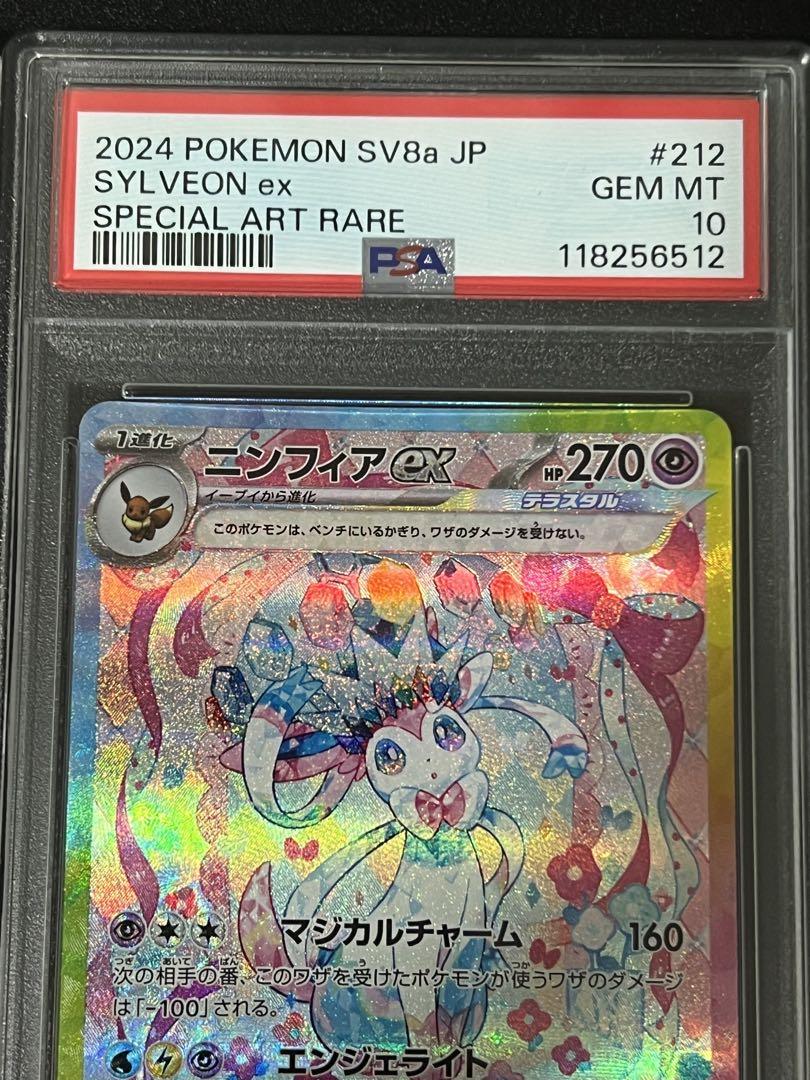 2024 POKEMON SV8a JP #212
SYLVEON ex GEM MT
SPECIAL ART RARE 10
PSA 118256512
1進化 ニンフィアex HP270
イーブイから進化 テラスタル
このポケモンは、ベンチにいるかぎり、ワザのダメージを受けない。
マジカルチャーム 160
次の相手の番、このワザを受けたポケモンが使うワザのダメージ
は「-100」される。
エンジェライト